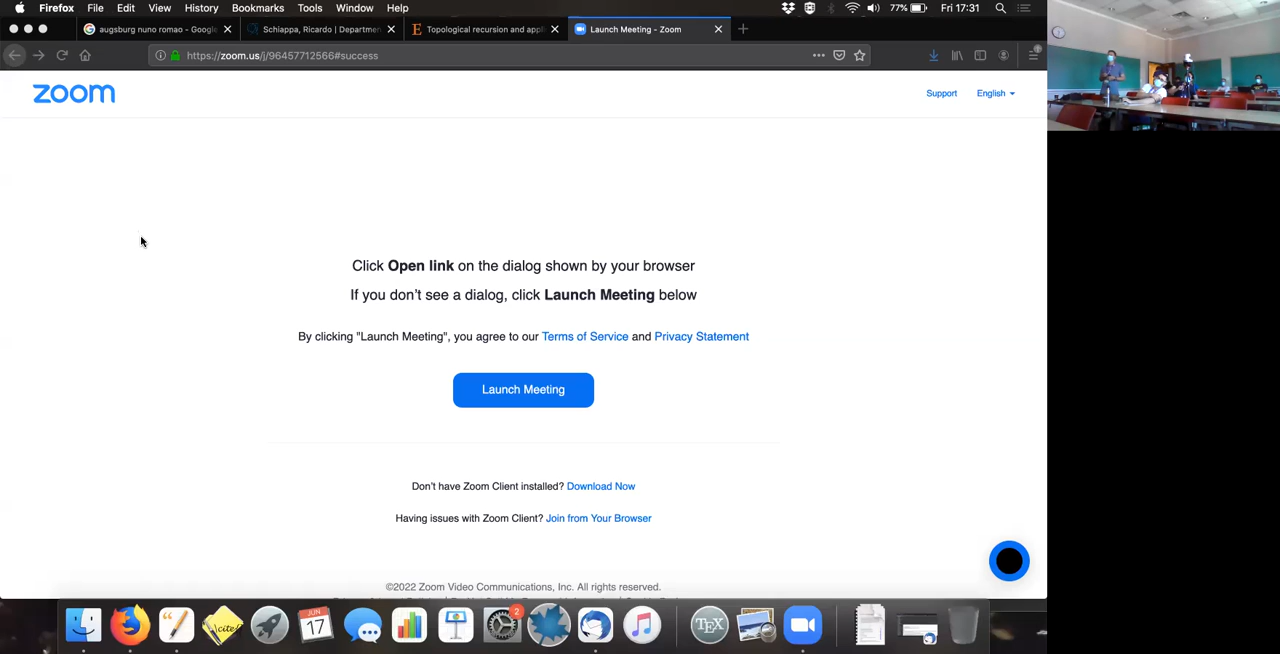 Firefox File Edit View History Bookmarks Tools Window Help 77% Fri 17:31
augsburg nuno romao - Google Schiappa, Ricardo | Departmen Topological recursion and appl Launch Meeting - Zoom
https://zoom.us/j/96457712566#success
zoom Support English
Click Open link on the dialog shown by your browser
If you don't see a dialog, click Launch Meeting below
By clicking "Launch Meeting", you agree to our Terms of Service and Privacy Statement
Launch Meeting
Don't have Zoom Client installed? Download Now
Having issues with Zoom Client? Join from Your Browser
©2022 Zoom Video Communications, Inc. All rights reserved.
JUN
17
2
TEX